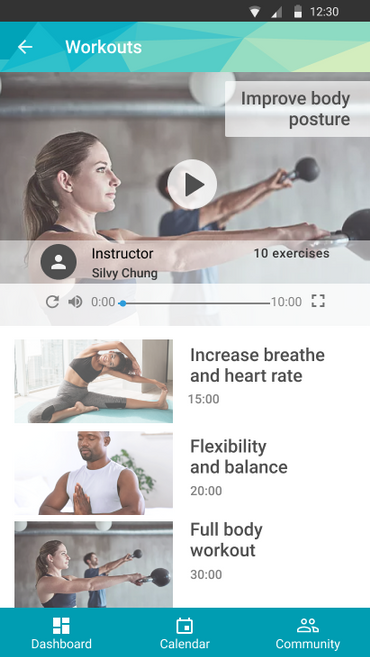 12:30
Workouts
Improve body
posture
Instructor
10 exercises
Silvy Chung
0:00
10:00
Increase breathe
and heart rate
15:00
Flexibility
and balance
20:00
Full body
workout
30:00
Dashboard
Calendar
Community